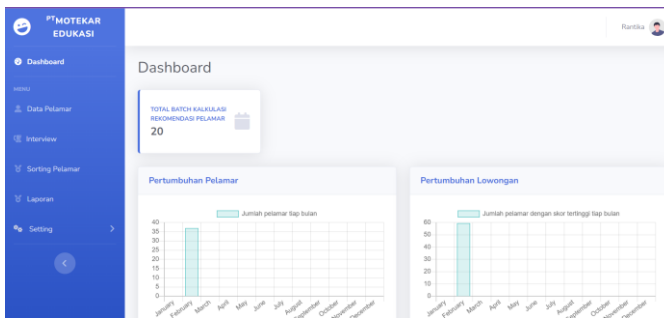 PT MOTEKAR
EDUKASI
Rantika
Dashboard
Dashboard
MENU
Data Pelamar
Interview
Sorting Pelamar
Laporan
Setting
TOTAL BATCH KALKULASI
REKOMENDASI PELAMAR
20
Pertumbuhan Pelamar
Jumlah pelamar tiap bulan
40
35
30
25
20
15
10
5
0
January February March April May June July August September October November December
Pertumbuhan Lowongan
Jumlah pelamar dengan skor tertinggi tiap bulan
60
50
40
30
20
10
0
January February March April May June July August September October November December